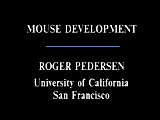 MOUSE DEVELOPMENT
ROGER PEDERSEN
University of California
San Francisco